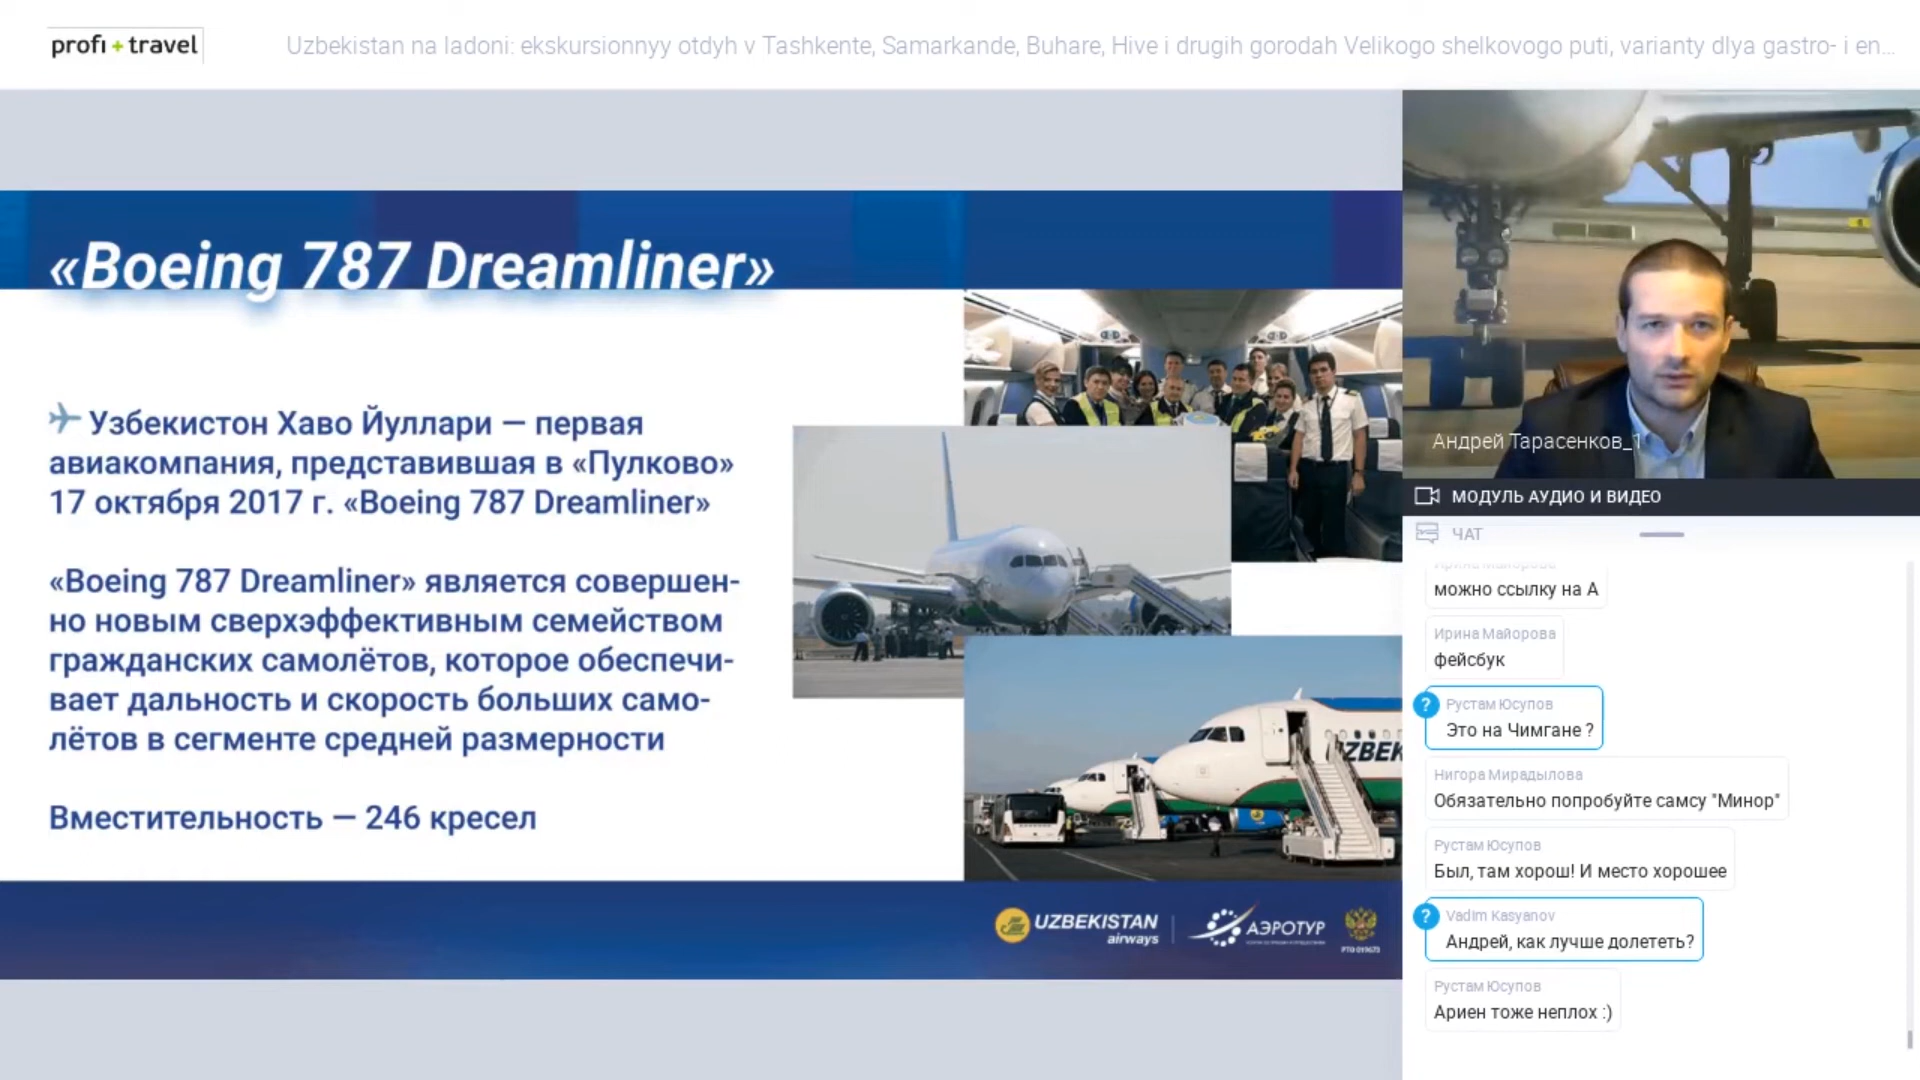 profi + travel
Uzbekistan na ladoni: ekskursionnyy otdyh v Tashkente, Samarkande, Buhare, Hive i drugih gorodah Velikogo shelkovogo puti, varianty dlya gastro- i en...
«Boeing 787 Dreamliner»
Узбекистон Хаво Йуллари — первая
авиакомпания, представившая в «Пулково»
17 октября 2017 г. «Boeing 787 Dreamliner»
«Boeing 787 Dreamliner» является совершен-
но новым сверхэффективным семейством
гражданских самолётов, которое обеспечи-
вает дальность и скорость больших само-
лётов в сегменте средней размерности
Вместительность — 246 кресел
UZBEK
UZBEKISTAN
airways
АЭРОТУР
РТО 019673
Андрей Тарасенков_1
МОДУЛЬ АУДИО И ВИДЕО
ЧАТ
Ирина Майорова
можно ссылку на А
Ирина Майорова
фейсбук
?
Рустам Юсупов
Это на Чимгане ?
Нигора Мирадылова
Обязательно попробуйте самсу "Минор"
Рустам Юсупов
Был, там хорош! И место хорошее
?
Vadim Kasyanov
Андрей, как лучше долететь?
Рустам Юсупов
Ариен тоже неплох :)